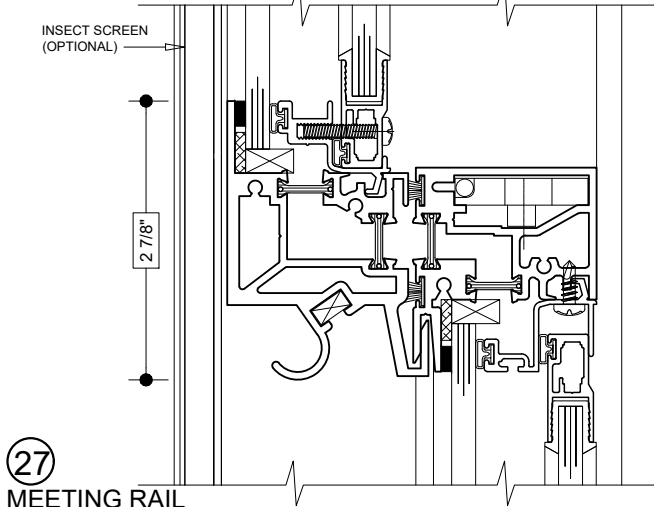 INSECT SCREEN
(OPTIONAL)
2 7/8"
27
MEETING RAIL